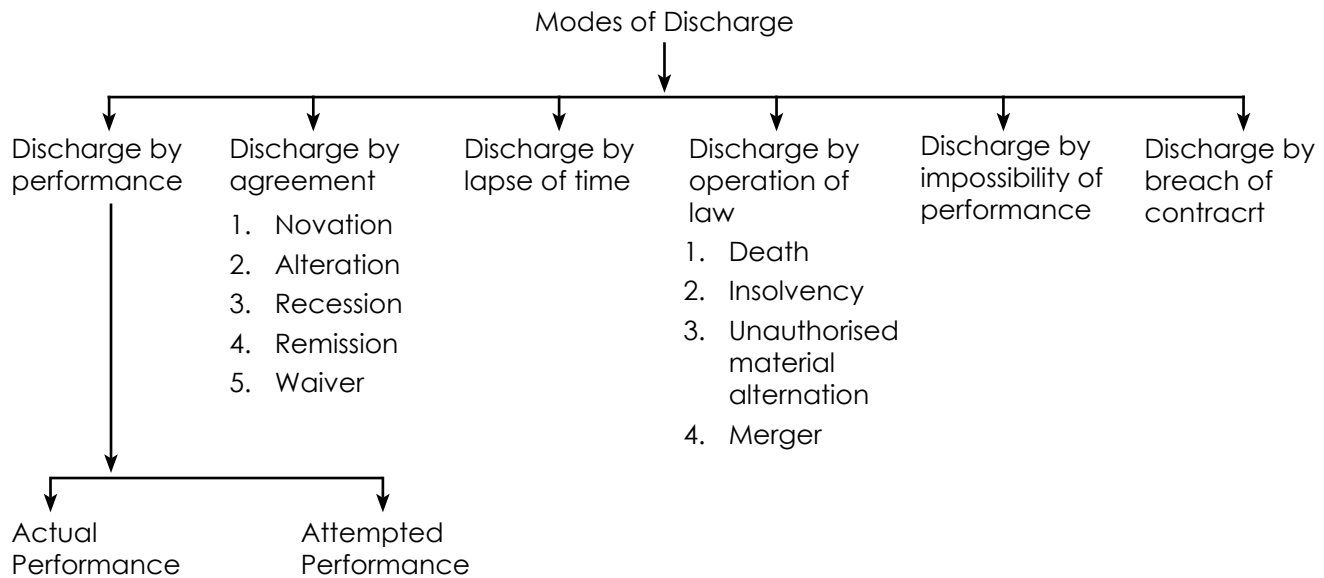 Modes of Discharge
Discharge by
performance
Discharge by
agreement
1. Novation
2. Alteration
3. Recession
4. Remission
5. Waiver
Discharge by
lapse of time
Discharge by
operation of
law
1. Death
2. Insolvency
3. Unauthorised
material
alternation
4. Merger
Discharge by
impossibility of
performance
Discharge by
breach of
contracrt
Actual
Performance
Attempted
Performance